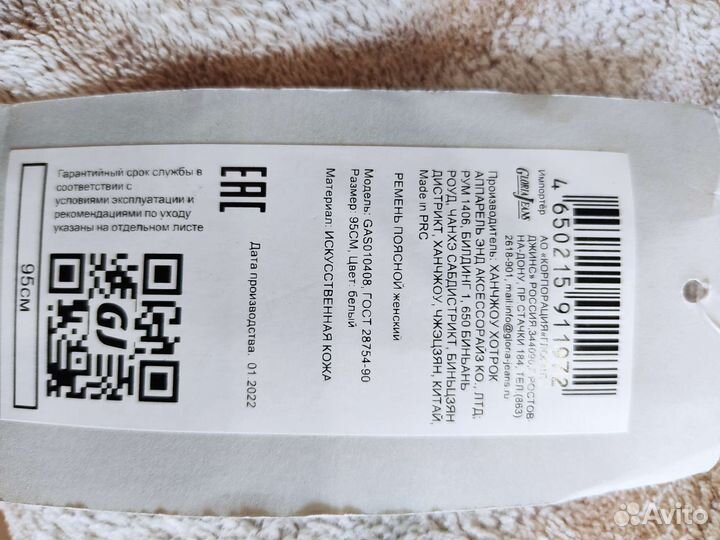 4 650215 911972
GLORIA JEANS
Импортёр
АО «КОРПОРАЦИЯ
ДЖИНС» РОССИЯ, РОСТОВ-
НА-ДОНУ, ПР. СТАЧКИ 184, ТЕЛ (863)
2618-901, mail:info@gloria-jeans.ru
Производитель: ХАНЧЖОУ ХОТРОК
АППАРЕЛЬ ЭНД АКСЕССОРАЙЗ КО., ЛТД;
РУМ 1406, БИЛДИНГ 1, 650 БИНЬАНЬ
РОУД, ЧАНХЭ САБДИСТРИКТ, БИНЬЦЗЯН
ДИСТРИКТ, ХАНЧЖОУ, ЧЖЭЦЗЯН, КИТАЙ,
Made in PRC
РЕМЕНЬ ПОЯСНОЙ женский
Модель: GAS010408, ГОСТ 28754-90
Размер: 95СМ, Цвет: белый
Материал: ИСКУССТВЕННАЯ КОЖА
Дата производства. 01.2022
EAC
Гарантийный срок службы в
соответствии с
условиями эксплуатации и
рекомендациями по уходу
указаны на отдельном листе
GJ
95СМ
Avito